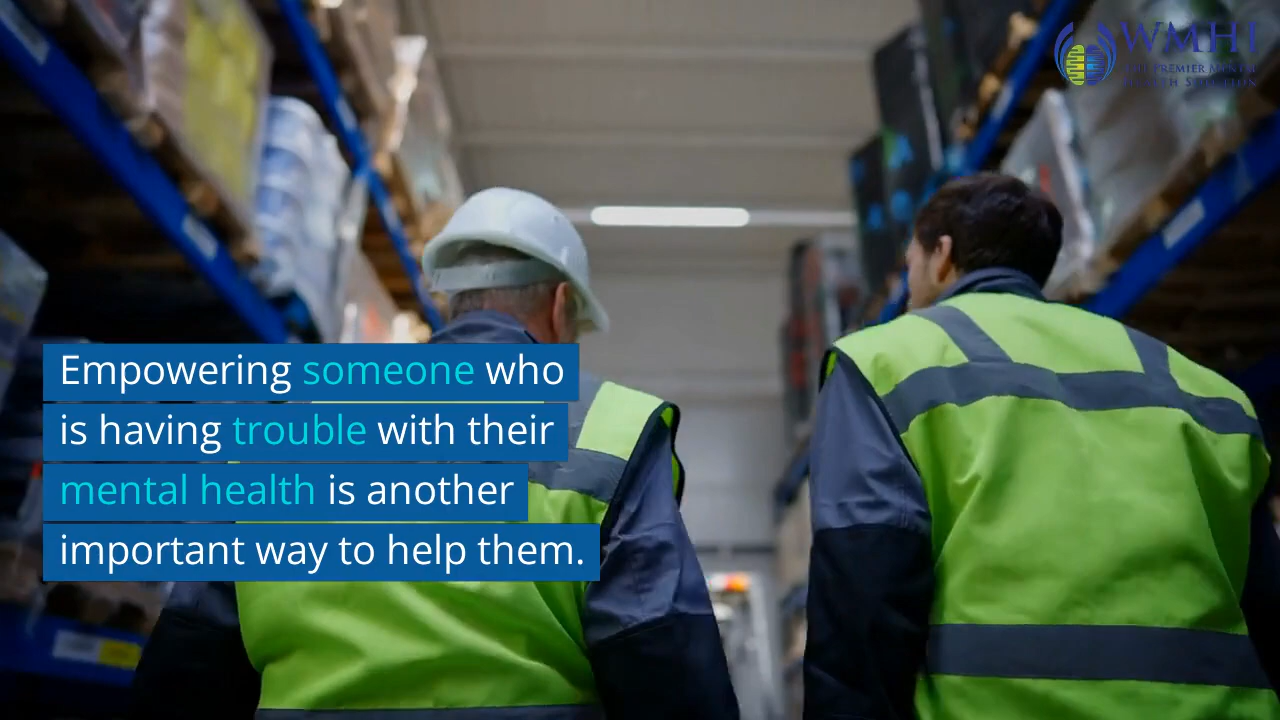 WMHI
Empowering someone who
is having trouble with their
mental health is another
important way to help them.